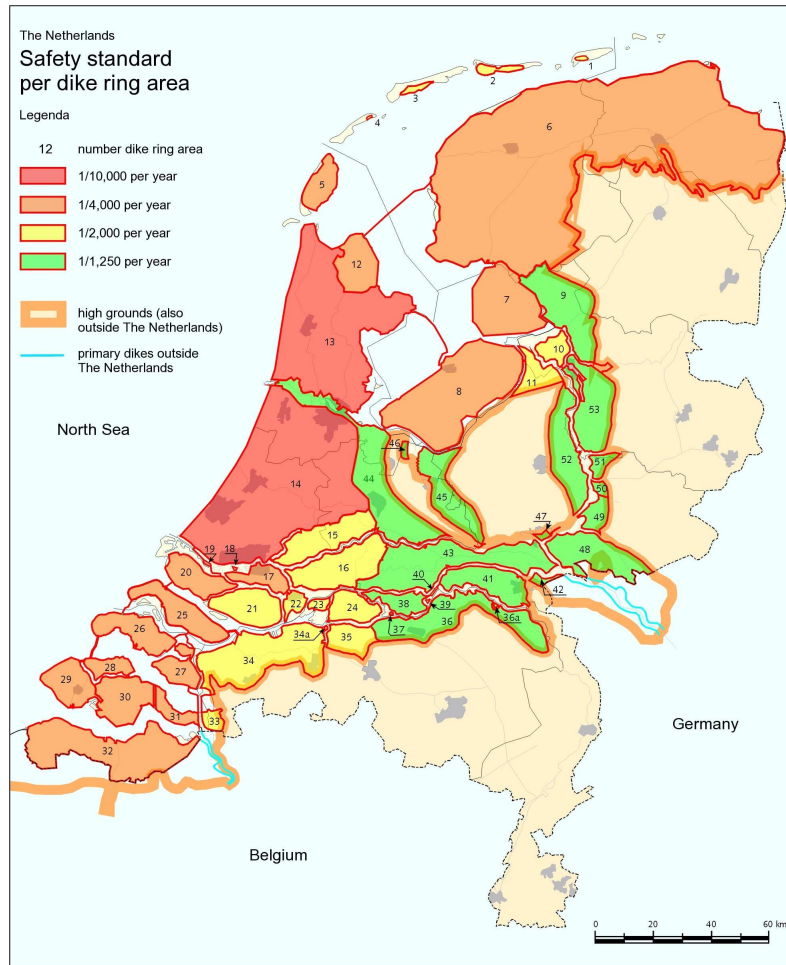 The Netherlands
Safety standard
per dike ring area
Legenda
12 number dike ring area
1/10,000 per year
1/4,000 per year
1/2,000 per year
1/1,250 per year
high grounds (also
outside The Netherlands)
primary dikes outside
The Netherlands
1
2
3
4
5
6
7
12
9
13
10
8
11
North Sea
53
46
14
44
52
51
45
50
47
49
15
48
19
18
43
20
17
16
40
41
42
21
22
23
24
38
39
25
37
36
36a
26
34a
35
28
27
34
29
30
31
33
Germany
32
Belgium
0 20 40 60 km